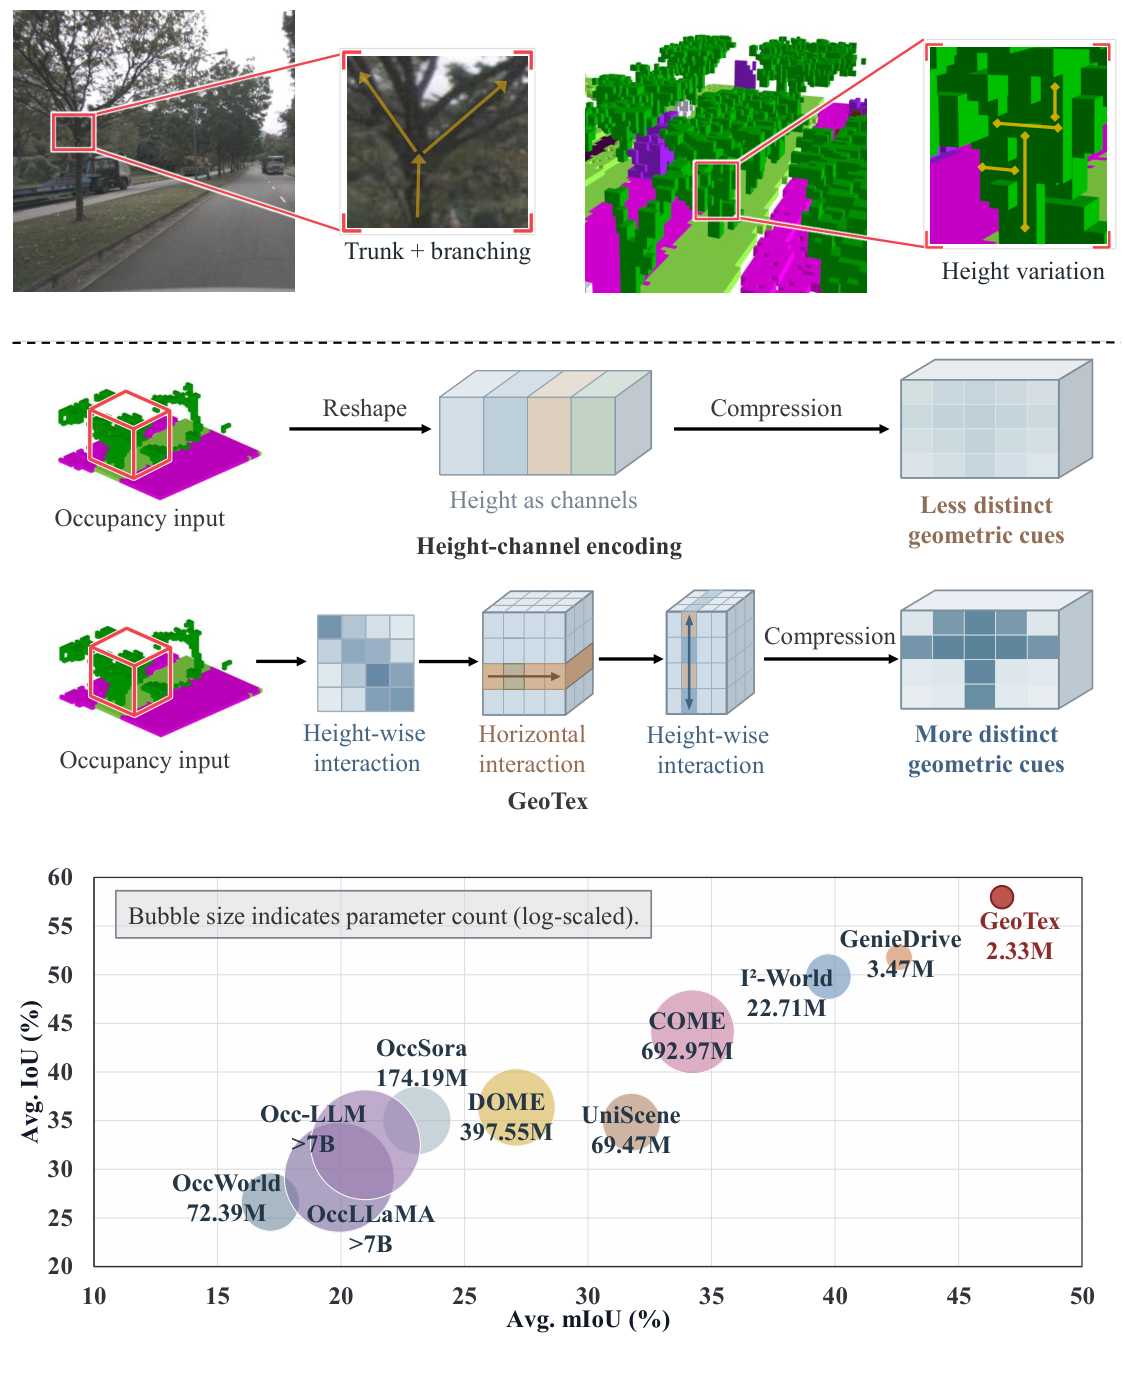 Trunk + branching
Height variation
Reshape
Compression
Occupancy input
Height as channels
Less distinct
geometric cues
Height-channel encoding
Compression
Occupancy input
Height-wise
interaction
Horizontal
interaction
Height-wise
interaction
More distinct
geometric cues
GeoTex
60
55
50
45
40
35
30
25
20
Avg. IoU (%)
Bubble size indicates parameter count (log-scaled).
GeoTex
2.33M
GenieDrive
3.47M
I²-World
22.71M
COME
692.97M
OccSora
174.19M
DOME
397.55M
UniScene
69.47M
Occ-LLM
>7B
OccWorld
72.39M
OccLLaMA
>7B
10 15 20 25 30 35 40 45 50
Avg. mIoU (%)